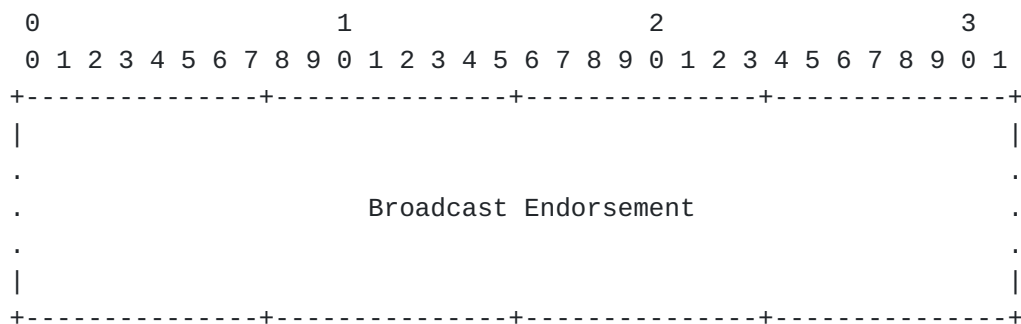 0                   1                   2                   3
0 1 2 3 4 5 6 7 8 9 0 1 2 3 4 5 6 7 8 9 0 1 2 3 4 5 6 7 8 9 0 1
+---------------+---------------+---------------+---------------+
|                                                               |
.                                                               .
.                      Broadcast Endorsement                    .
.                                                               .
|                                                               |
+---------------+---------------+---------------+---------------+